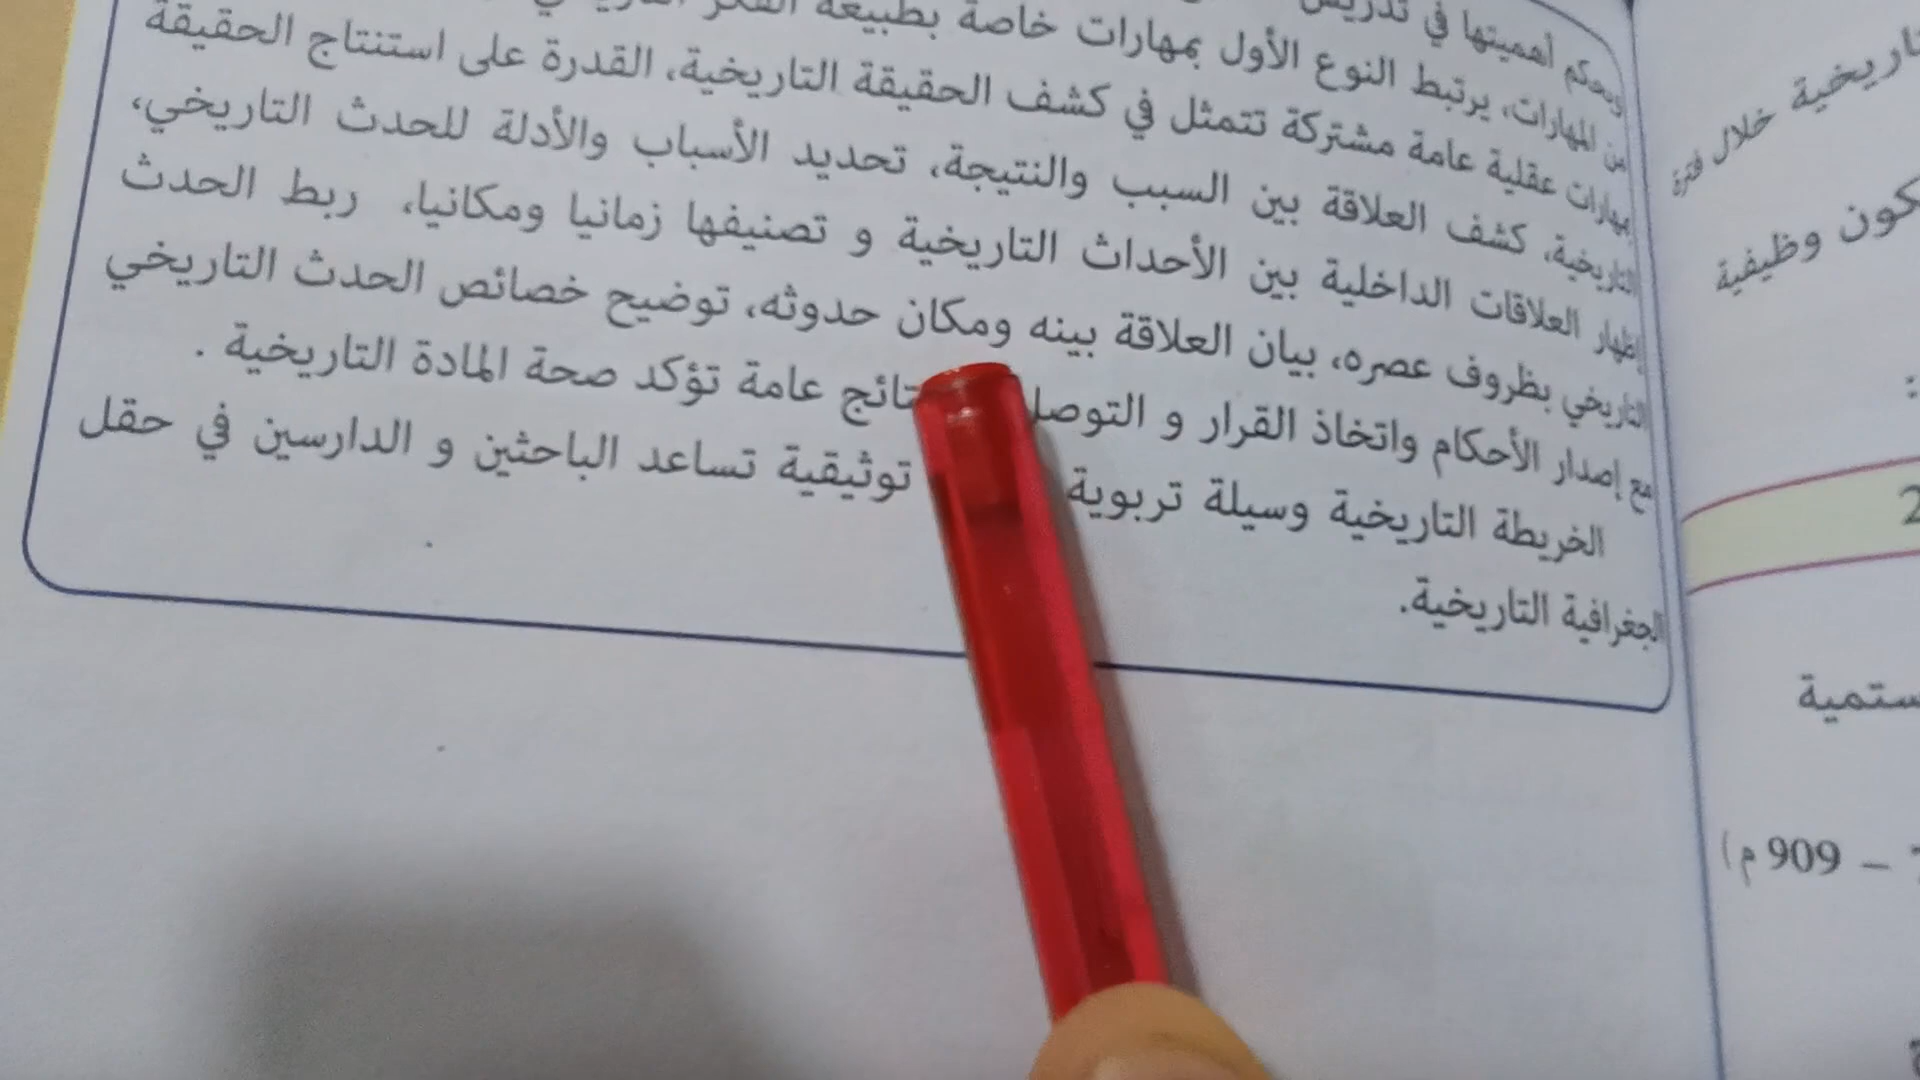 وبحكم أهميتها في تدريس
من المهارات، يرتبط النوع الأول بمهارات خاصة بطبيعة الفكر
بمهارات عقلية عامة مشتركة تتمثل في كشف الحقيقة التاريخية، القدرة على استنتاج الحقيقة
التاريخية، كشف العلاقة بين السبب والنتيجة، تحديد الأسباب والأدلة للحدث التاريخي،
إظهار العلاقات الداخلية بين الأحداث التاريخية و تصنيفها زمانيا ومكانيا، ربط الحدث
التاريخي بظروف عصره، بيان العلاقة بينه ومكان حدوثه، توضيح خصائص الحدث التاريخي
مع إصدار الأحكام واتخاذ القرار و التوصل تائج عامة تؤكد صحة المادة التاريخية .
الخريطة التاريخية وسيلة تربوية توثيقية تساعد الباحثين و الدارسين في حقل
الجغرافية التاريخية.
تاريخية خلال فترة
كون وظيفية
:
2
ستمية
– 909 م)